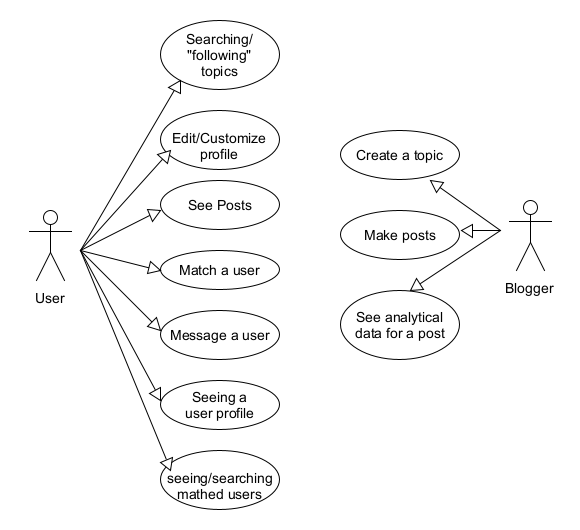 Searching/
"following"
topics
Edit/Customize
profile
See Posts
Match a user
Message a user
Seeing a
user profile
seeing/searching
mathed users
User
Create a topic
Make posts
See analytical
data for a post
Blogger